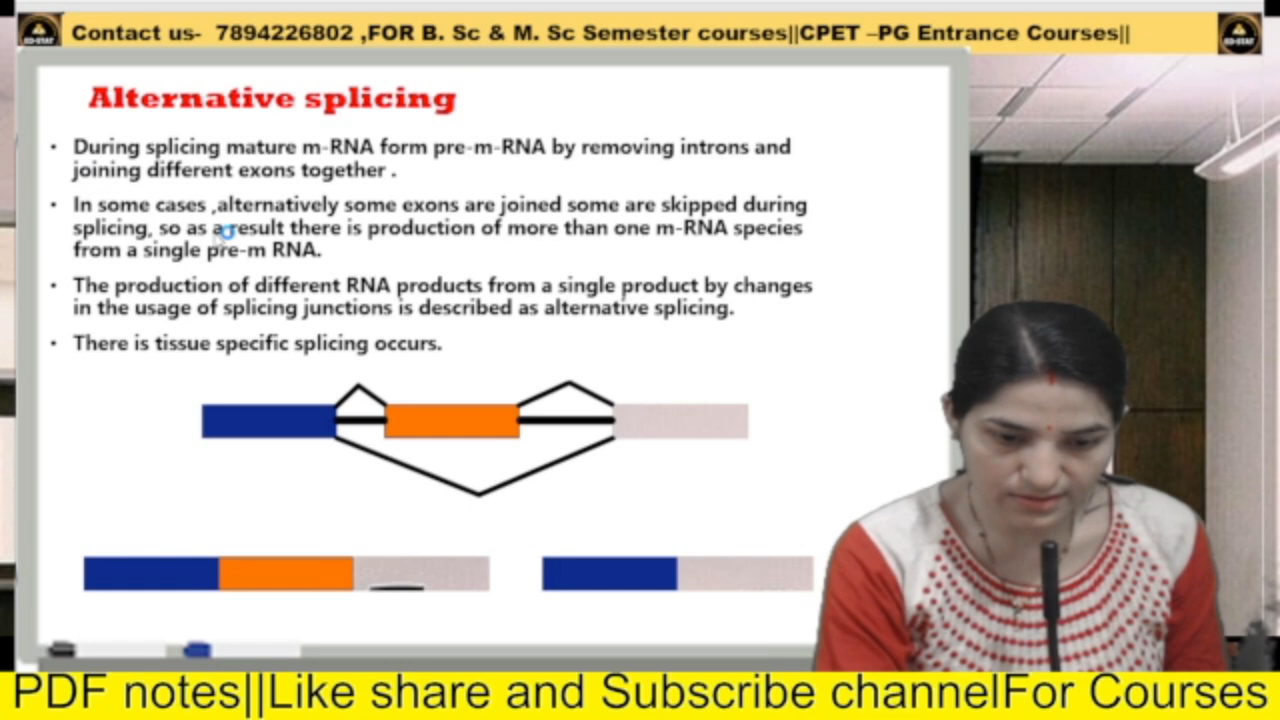 Contact us-  7894226802 ,FOR B. Sc & M. Sc Semester courses||CPET –PG Entrance Courses||
Alternative splicing
• During splicing mature m-RNA form pre-m-RNA by removing introns and
joining different exons together .
• In some cases ,alternatively some exons are joined some are skipped during
splicing, so as a result there is production of more than one m-RNA species
from a single pre-m RNA.
• The production of different RNA products from a single product by changes
in the usage of splicing junctions is described as alternative splicing.
• There is tissue specific splicing occurs.
PDF notes||Like share and Subscribe channelFor Courses